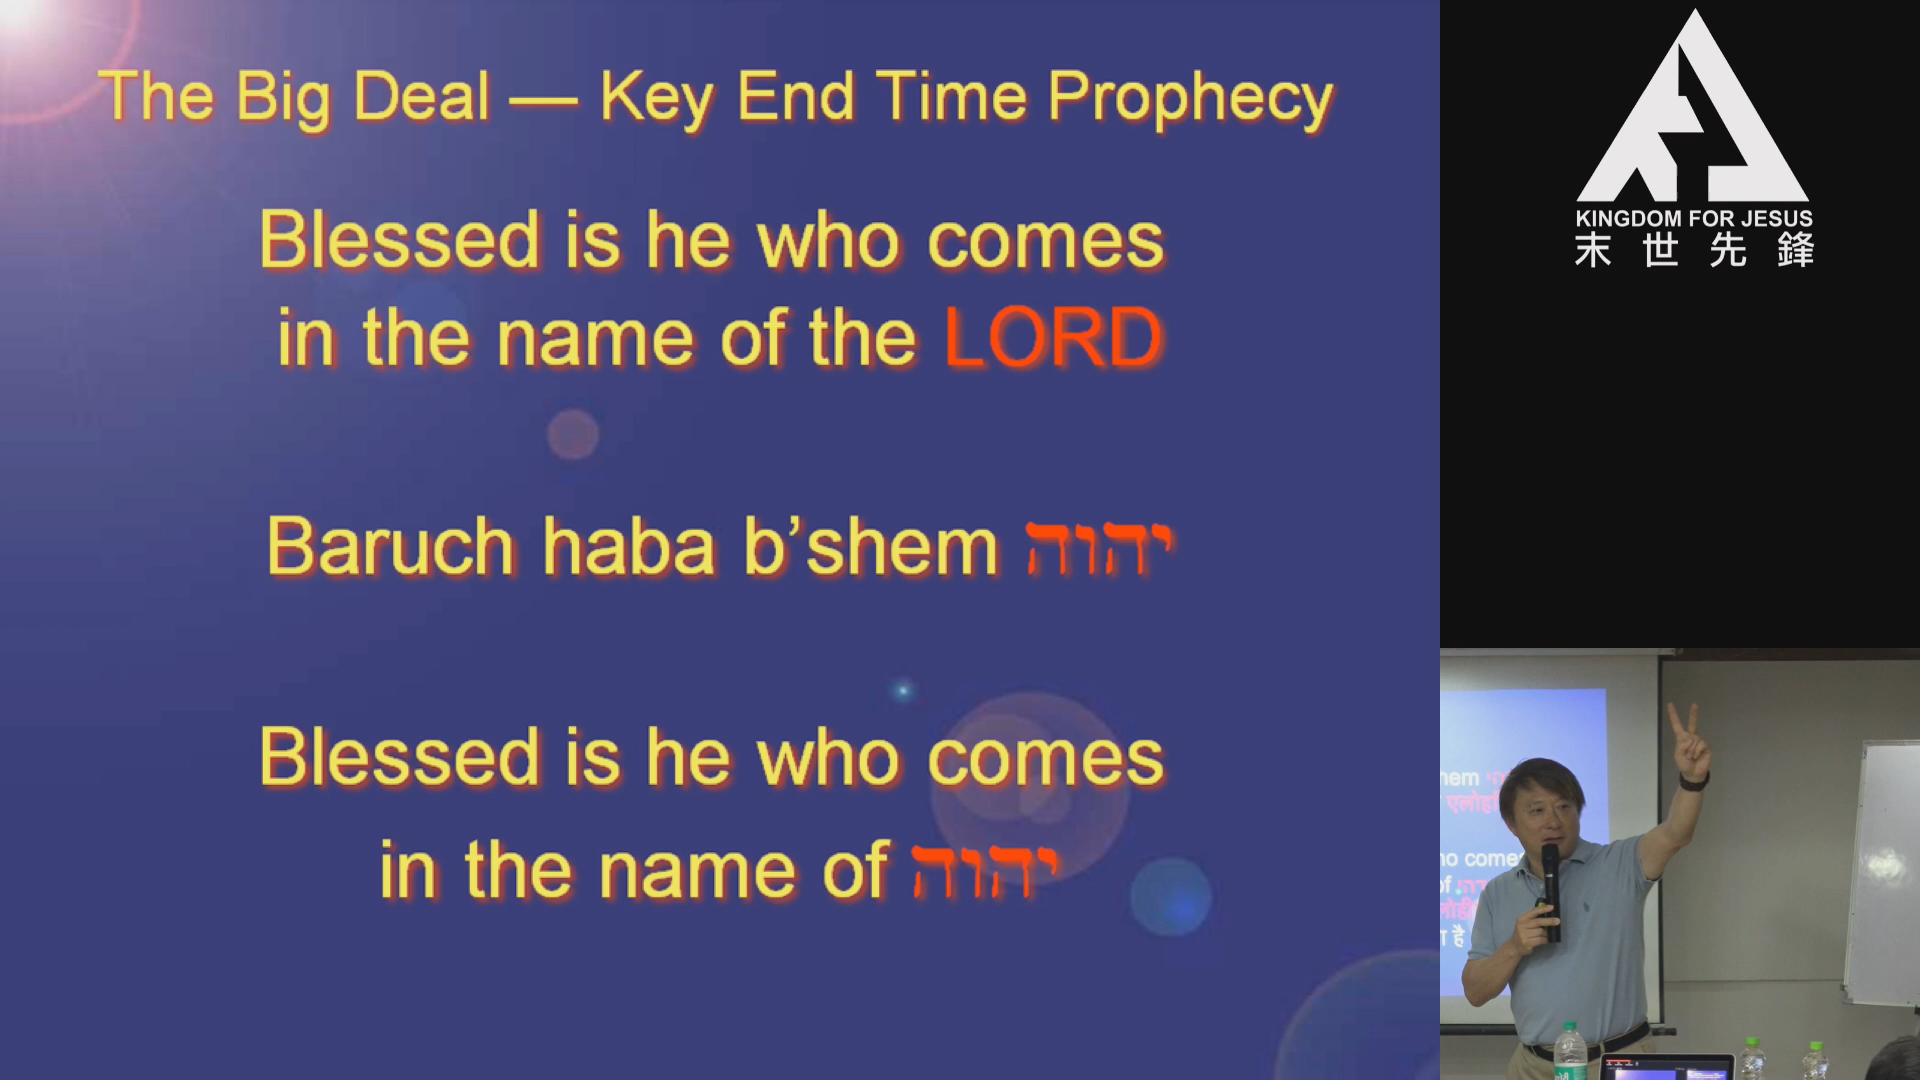 The Big Deal — Key End Time Prophecy
Blessed is he who comes
in the name of the LORD
Baruch haba b’shem יהוה
Blessed is he who comes
in the name of יהוה
KINGDOM FOR JESUS
末世先鋒